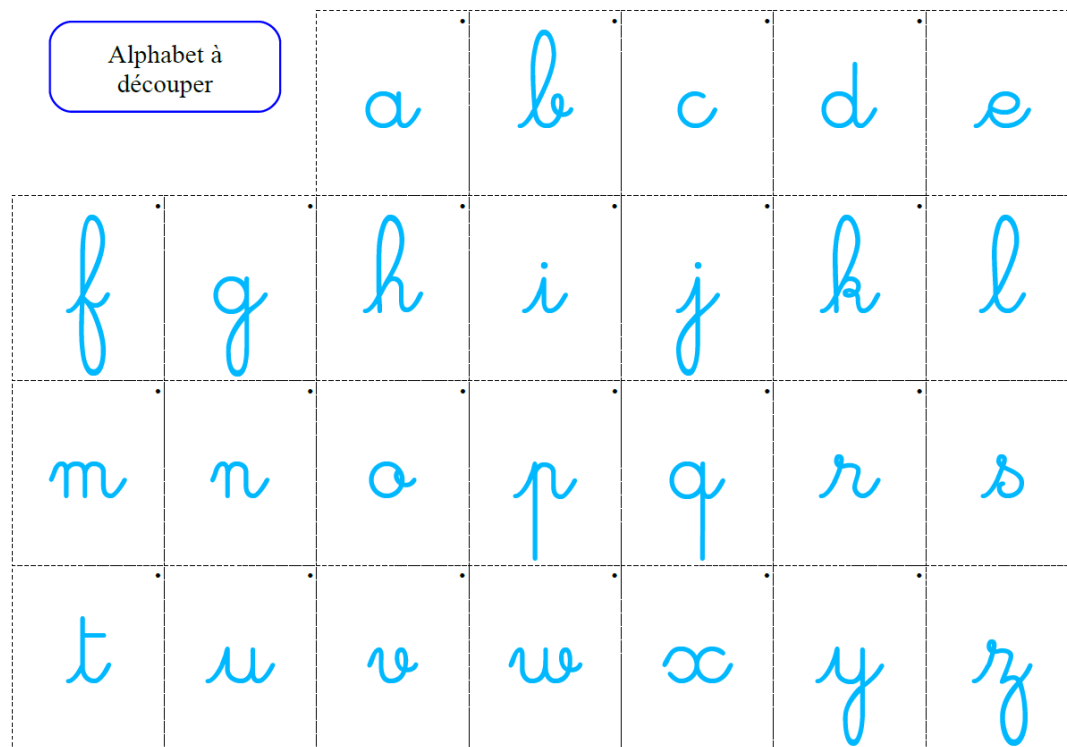 Alphabet à
découper
a b c d e
f g h i j k l
m n o p q r s
t u v w x y z